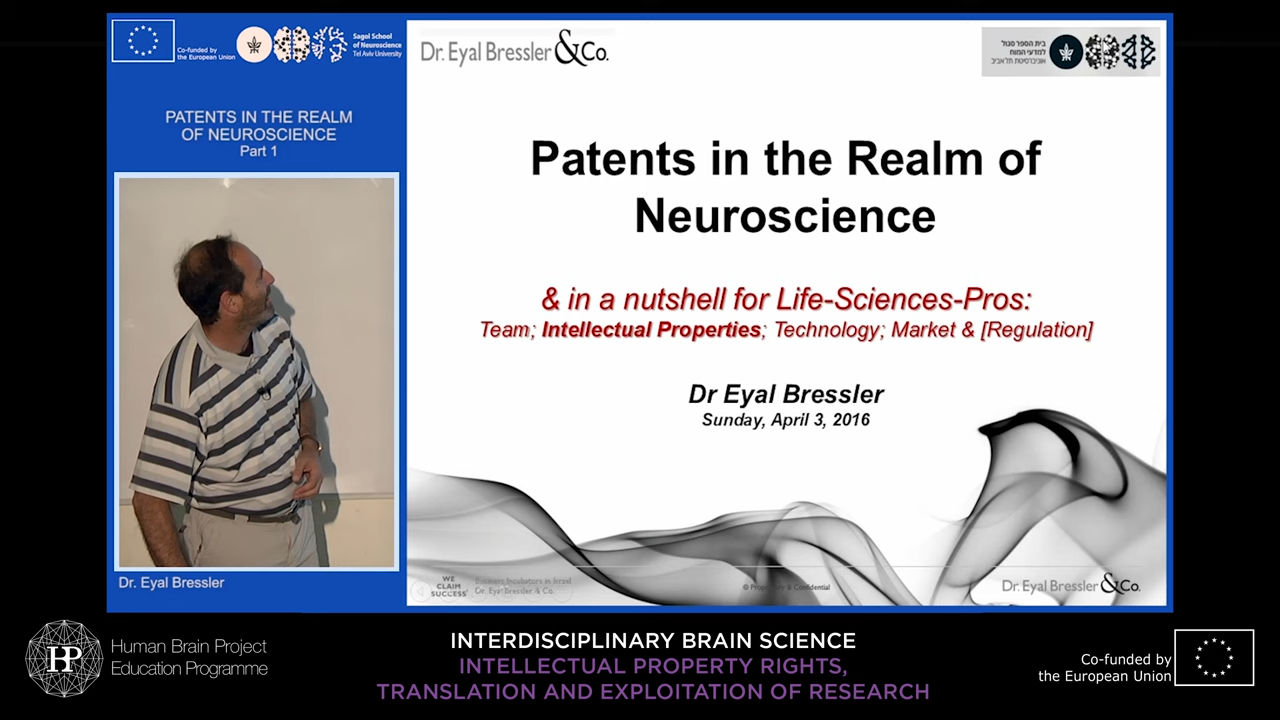 Co-funded by
the European Union
Sagol School
of Neuroscience
Tel Aviv University
PATENTS IN THE REALM
OF NEUROSCIENCE
Part 1
Dr. Eyal Bressler
Dr. Eyal Bressler &Co.
בית הספר סגול
למדעי המוח
אוניברסיטת תל אביב
Patents in the Realm of
Neuroscience
& in a nutshell for Life-Sciences-Pros:
Team; Intellectual Properties; Technology; Market & [Regulation]
Dr Eyal Bressler
Sunday, April 3, 2016
WE
CLAIM
SUCCESS
Business Incubators in Israel
Dr. Eyal Bressler & Co.
© Proprietary & Confidential
Dr. Eyal Bressler &Co.
HP
Human Brain Project
Education Programme
INTERDISCIPLINARY BRAIN SCIENCE
INTELLECTUAL PROPERTY RIGHTS,
TRANSLATION AND EXPLOITATION OF RESEARCH
Co-funded by
the European Union